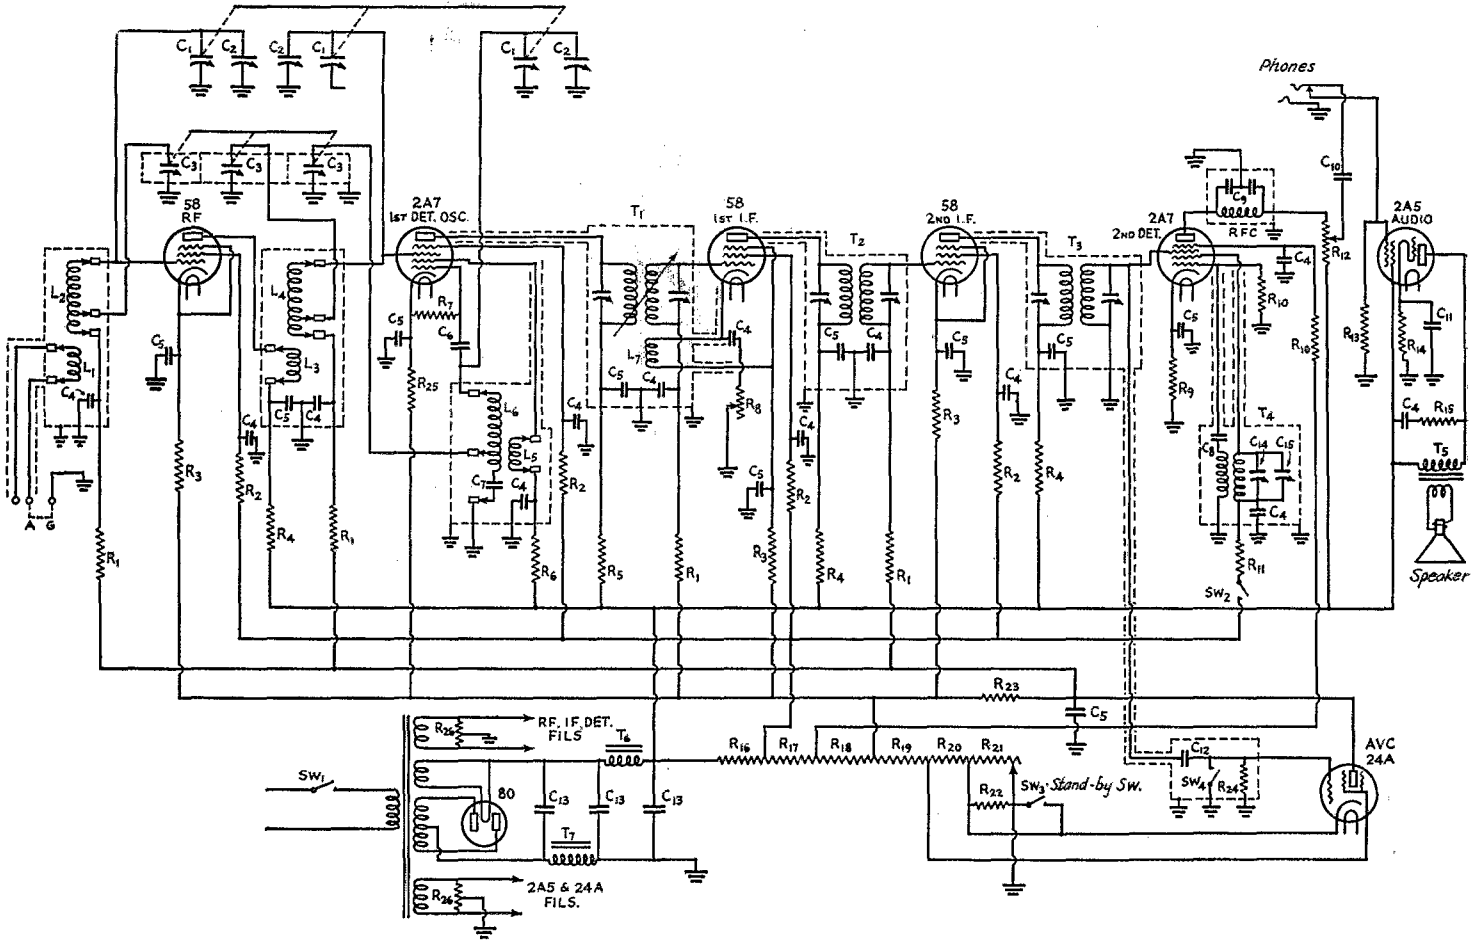 C1 C2 C2 C1 C1 C2
Phones
C3 C3 C3
C10
58
RF
2A7
1ST DET. OSC.
T1
58
1ST I.F.
58
2ND I.F.
2A7
2ND DET.
C9
RFC
2A5
AUDIO
T2
T3
C4
R12
L2
L4
R7
R10
C11
C5
C5
C6
C4
C5
C4
C5
C5
C5
R13
R14
R10
L1
L3
L7
C4
R25
L6
C5
C4
R9
C4
R3
R8
R3
C4
R15
C5
C4
C4
C4
T4
L5
C4
C8
C14
C15
T5
R3
R2
C7
C4
R2
C5
R2
R2
R4
C4
A
G
R4
R1
R1
R6
R5
R1
R3
R4
R1
R11
Speaker
SW2
R23
C5
RF. IF. DET.
FILS
R26
T6
R16
R17
R18
R19
R20
R21
C12
AVC
24A
SW1
80
C13
C13
C13
R22
SW3
Stand-by Sw.
SW4
R24
T7
R26
2A5 & 24A
FILS.